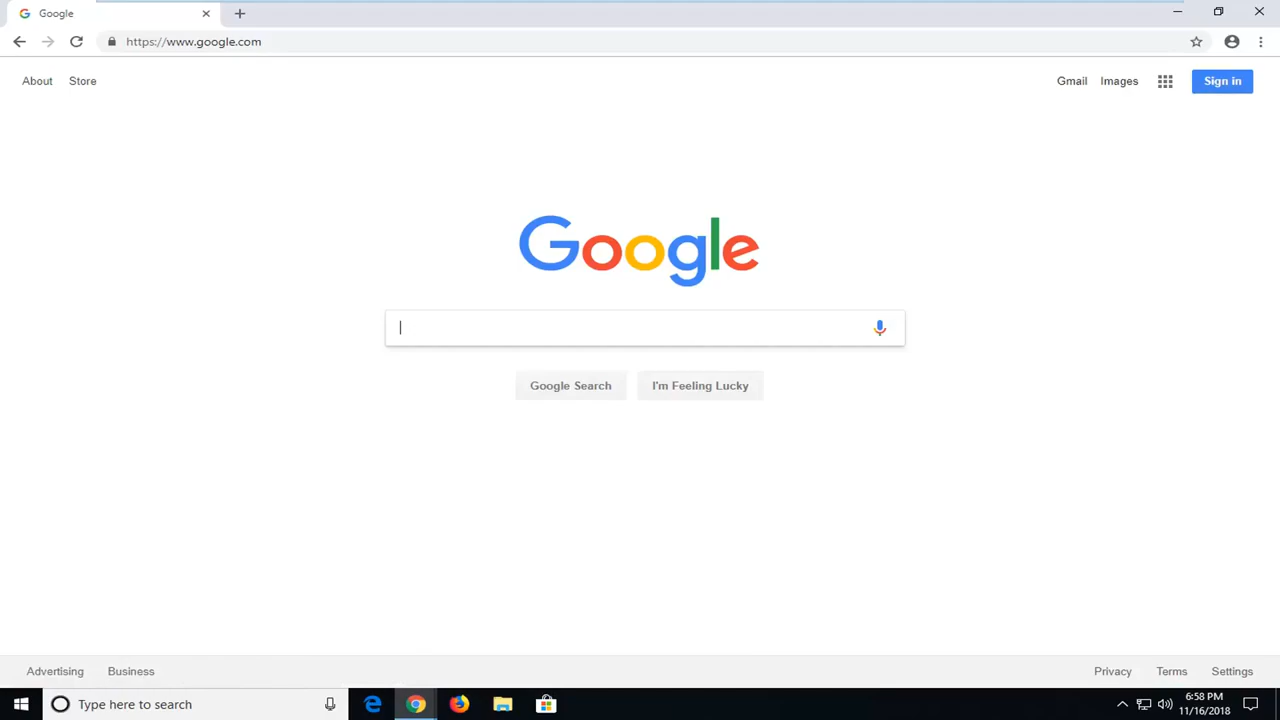 Google
https://www.google.com
About Store
Gmail Images Sign in
Google
Google Search I'm Feeling Lucky
Advertising Business
Privacy Terms Settings
Type here to search
6:58 PM
11/16/2018